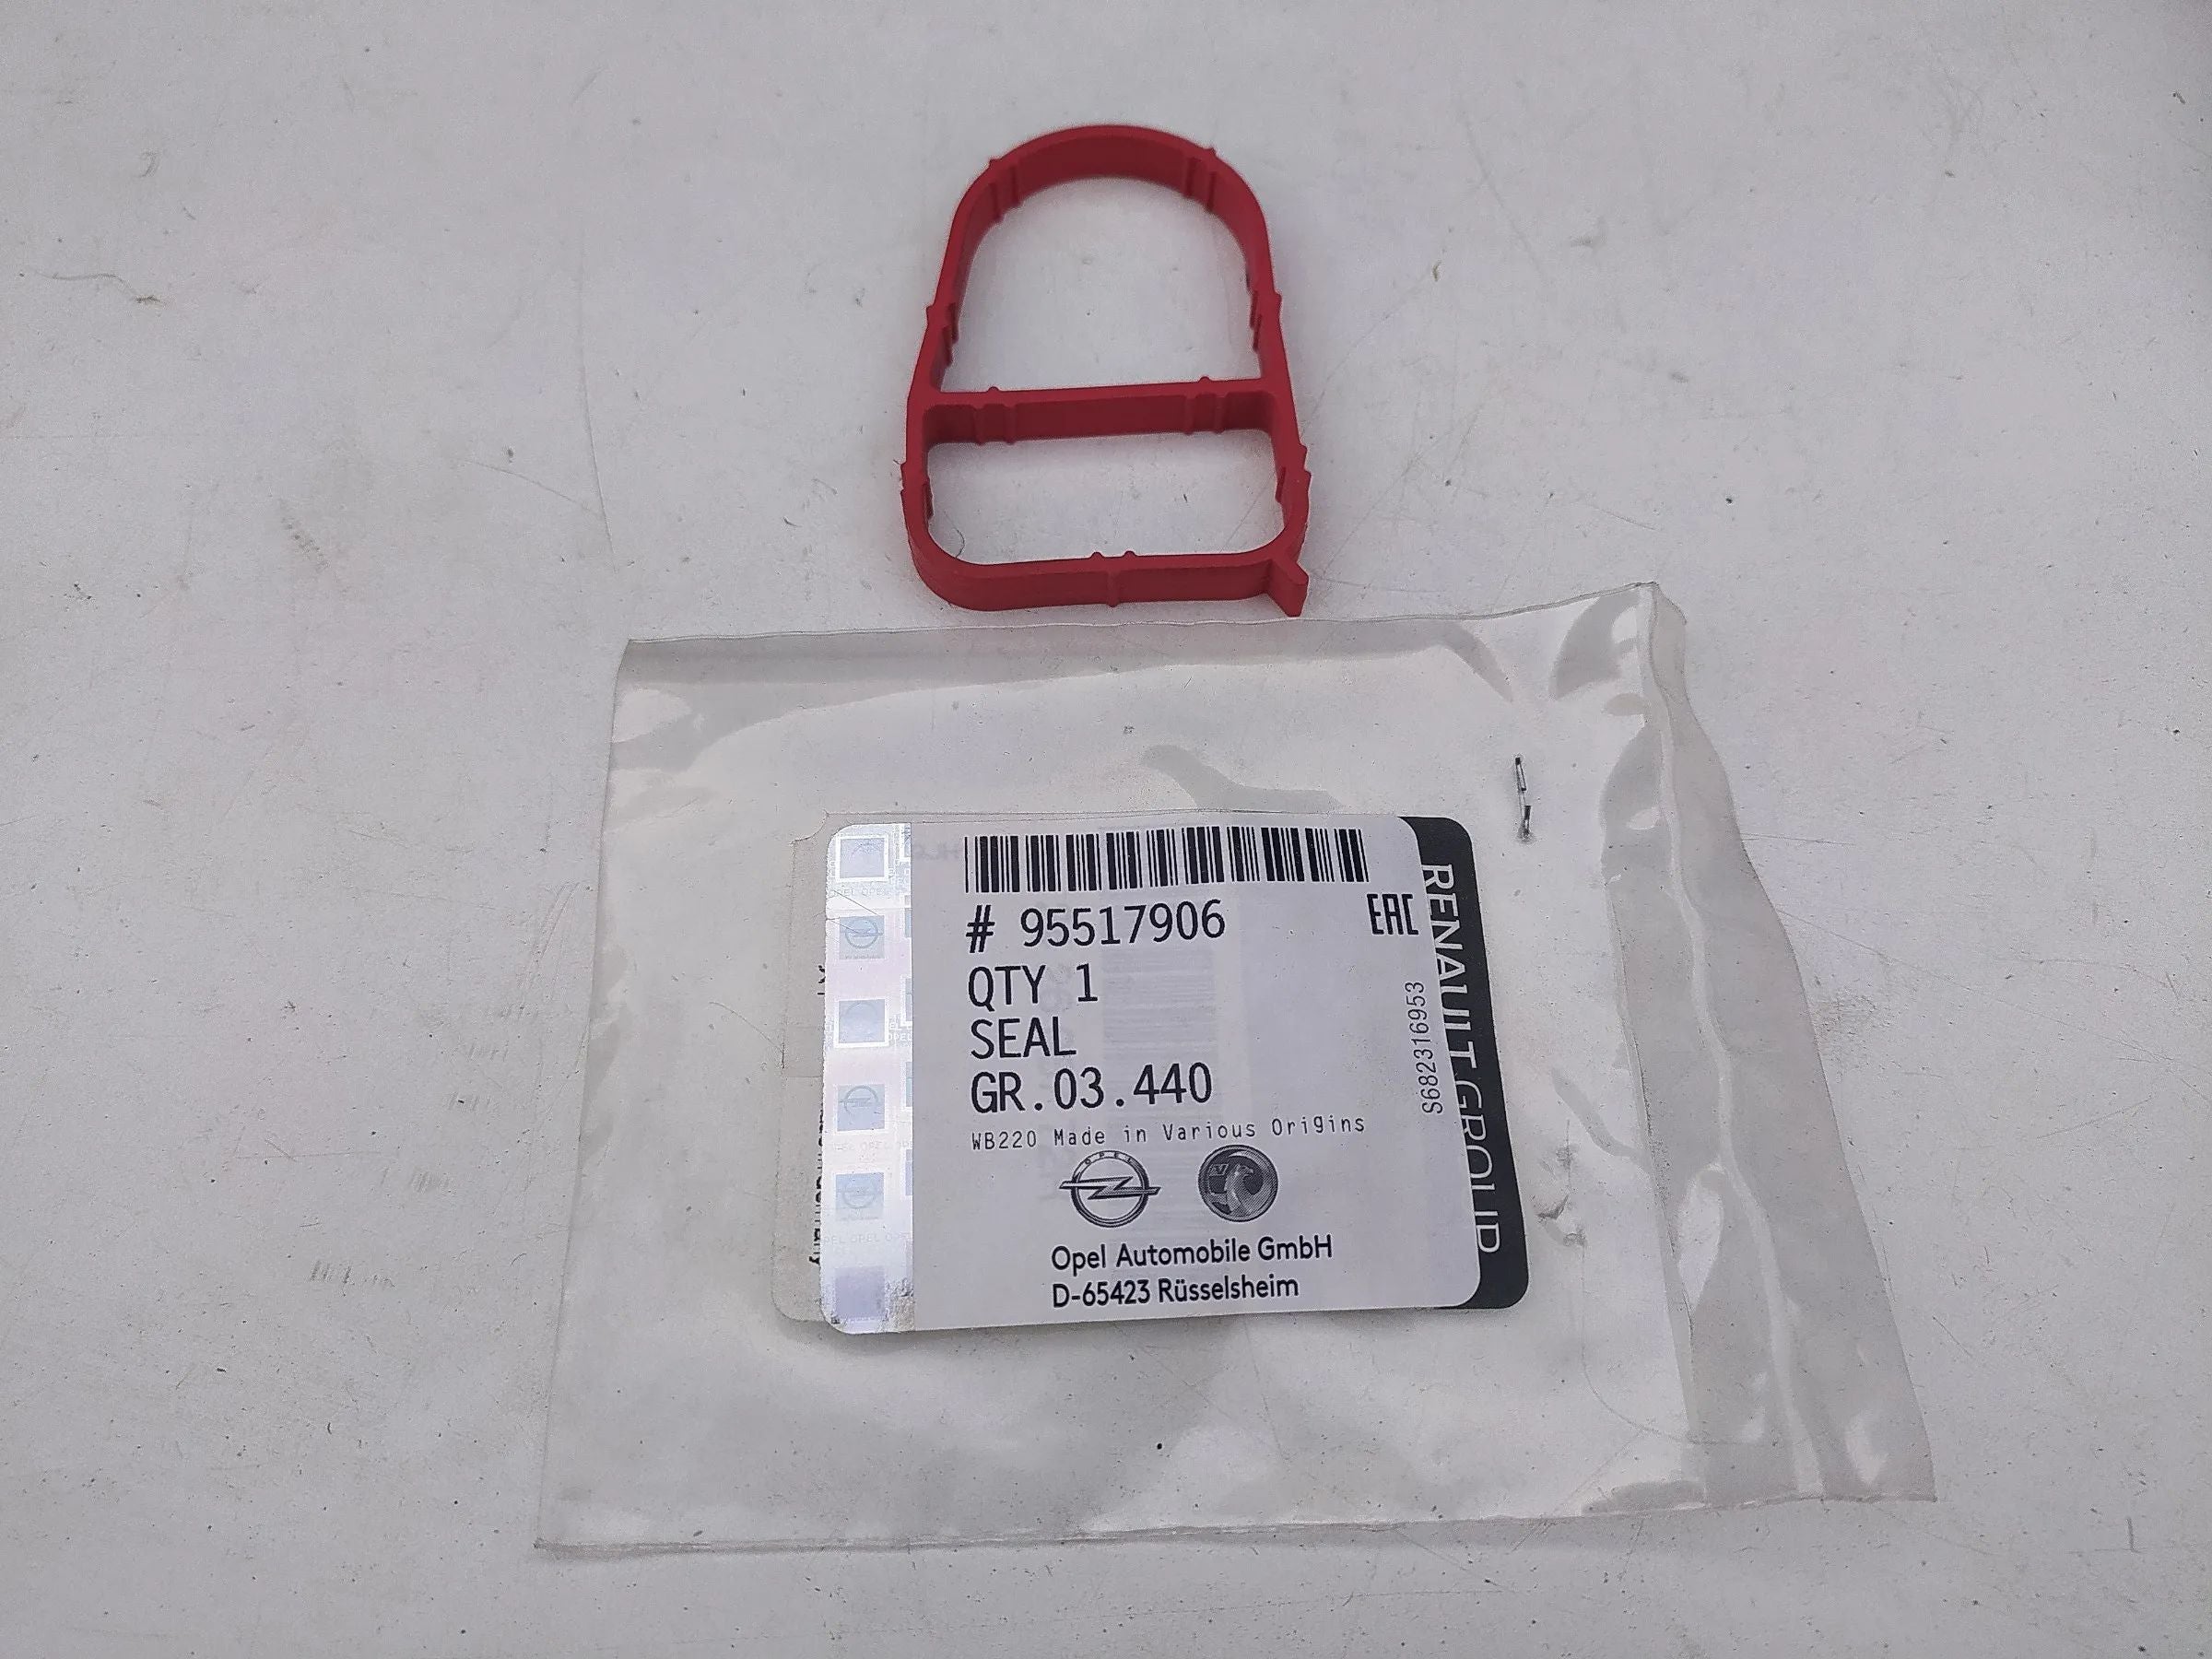 # 95517906
EAC
QTY 1
SEAL
GR.03.440
WB220 Made in Various Origins
OPEL
Opel Automobile GmbH
D-65423 Rüsselsheim
S682316953
RENAULT GROUP